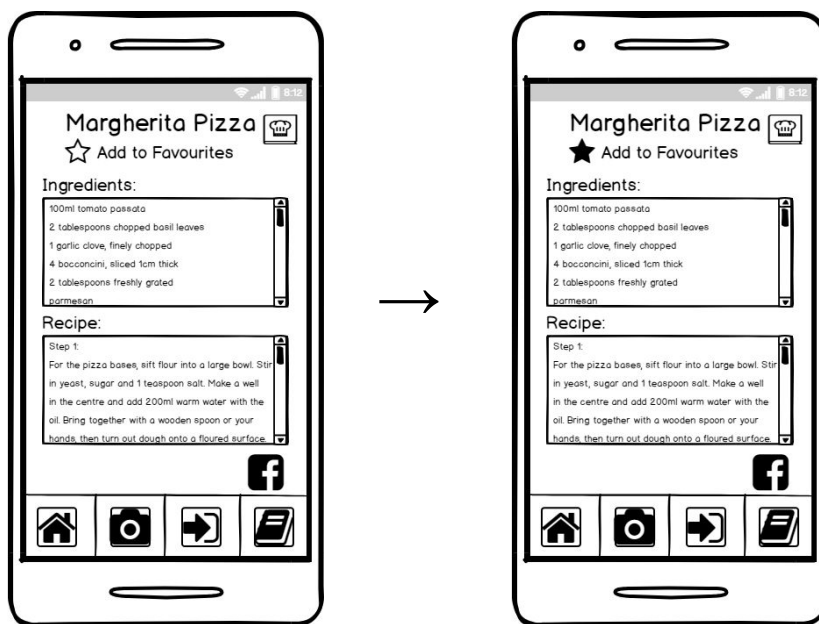 8:12
Margherita Pizza
Add to Favourites
Ingredients:
100ml tomato passata
2 tablespoons chopped basil leaves
1 garlic clove, finely chopped
4 bocconcini, sliced 1cm thick
2 tablespoons freshly grated
parmesan
Recipe:
Step 1:
For the pizza bases, sift flour into a large bowl. Stir
in yeast, sugar and 1 teaspoon salt. Make a well
in the centre and add 200ml warm water with the
oil. Bring together with a wooden spoon or your
hands, then turn out dough onto a floured surface.
f
8:12
Margherita Pizza
Add to Favourites
Ingredients:
100ml tomato passata
2 tablespoons chopped basil leaves
1 garlic clove, finely chopped
4 bocconcini, sliced 1cm thick
2 tablespoons freshly grated
parmesan
Recipe:
Step 1:
For the pizza bases, sift flour into a large bowl. Stir
in yeast, sugar and 1 teaspoon salt. Make a well
in the centre and add 200ml warm water with the
oil. Bring together with a wooden spoon or your
hands, then turn out dough onto a floured surface.
f